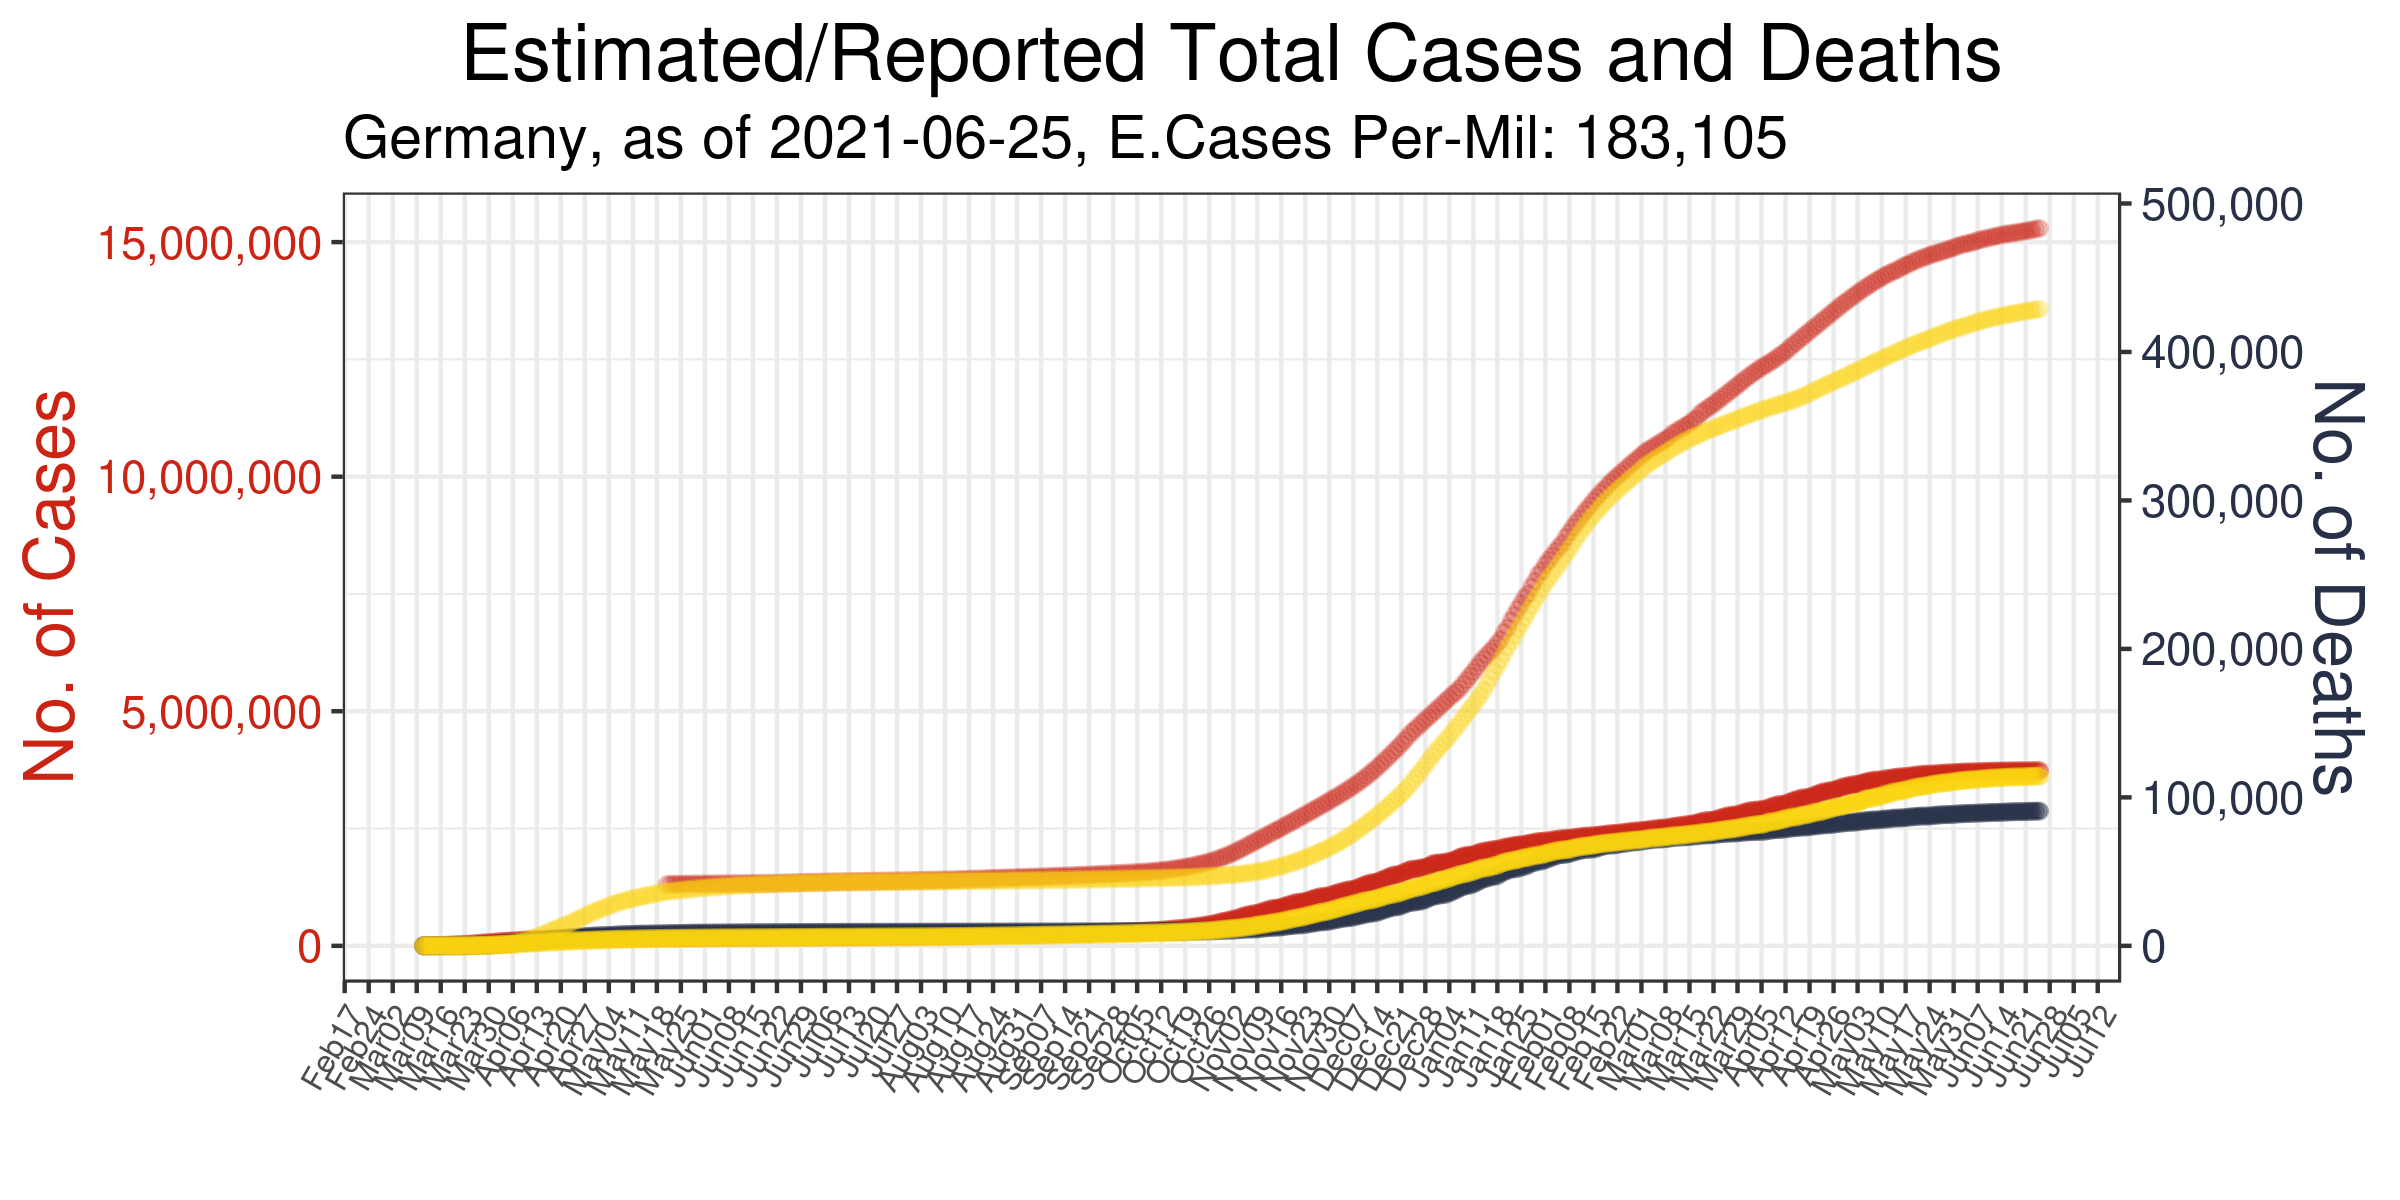 Estimated/Reported Total Cases and Deaths
Germany, as of 2021-06-25, E.Cases Per-Mil: 183,105
No. of Cases
15,000,000
10,000,000
5,000,000
0
500,000
400,000
300,000
200,000
100,000
0
No. of Deaths
Feb17
Feb24
Mar02
Mar09
Mar16
Mar23
Mar30
Apr06
Apr13
Apr20
Apr27
May04
May11
May18
May25
Jun01
Jun08
Jun15
Jun22
Jun29
Jul06
Jul13
Jul20
Jul27
Aug03
Aug10
Aug17
Aug24
Aug31
Sep07
Sep14
Sep21
Sep28
Oct05
Oct12
Oct19
Oct26
Nov02
Nov09
Nov16
Nov23
Nov30
Dec07
Dec14
Dec21
Dec28
Jan04
Jan11
Jan18
Jan25
Feb01
Feb08
Feb15
Feb22
Mar01
Mar08
Mar15
Mar22
Mar29
Apr05
Apr12
Apr19
Apr26
May03
May10
May17
May24
May31
Jun07
Jun14
Jun21
Jun28
Jul05
Jul12